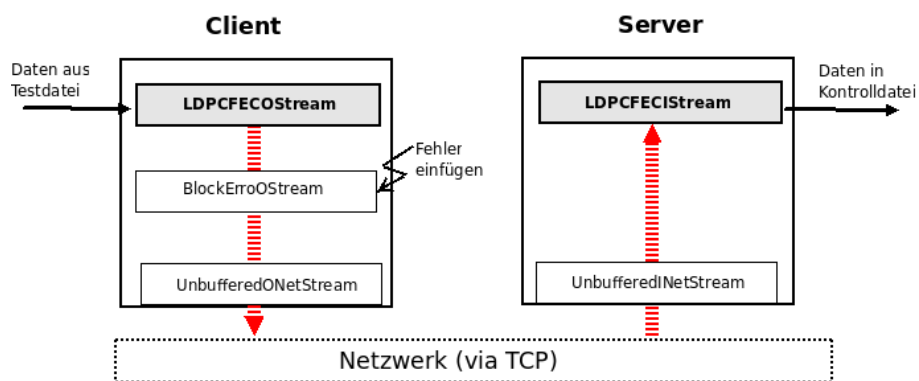 Client
Server
Daten aus
Testdatei
LDPCFECOStream
LDPCFECIStream
Daten in
Kontrolldatei
Fehler
einfügen
BlockErroOStream
UnbufferedONetStream
UnbufferedINetStream
Netzwerk (via TCP)